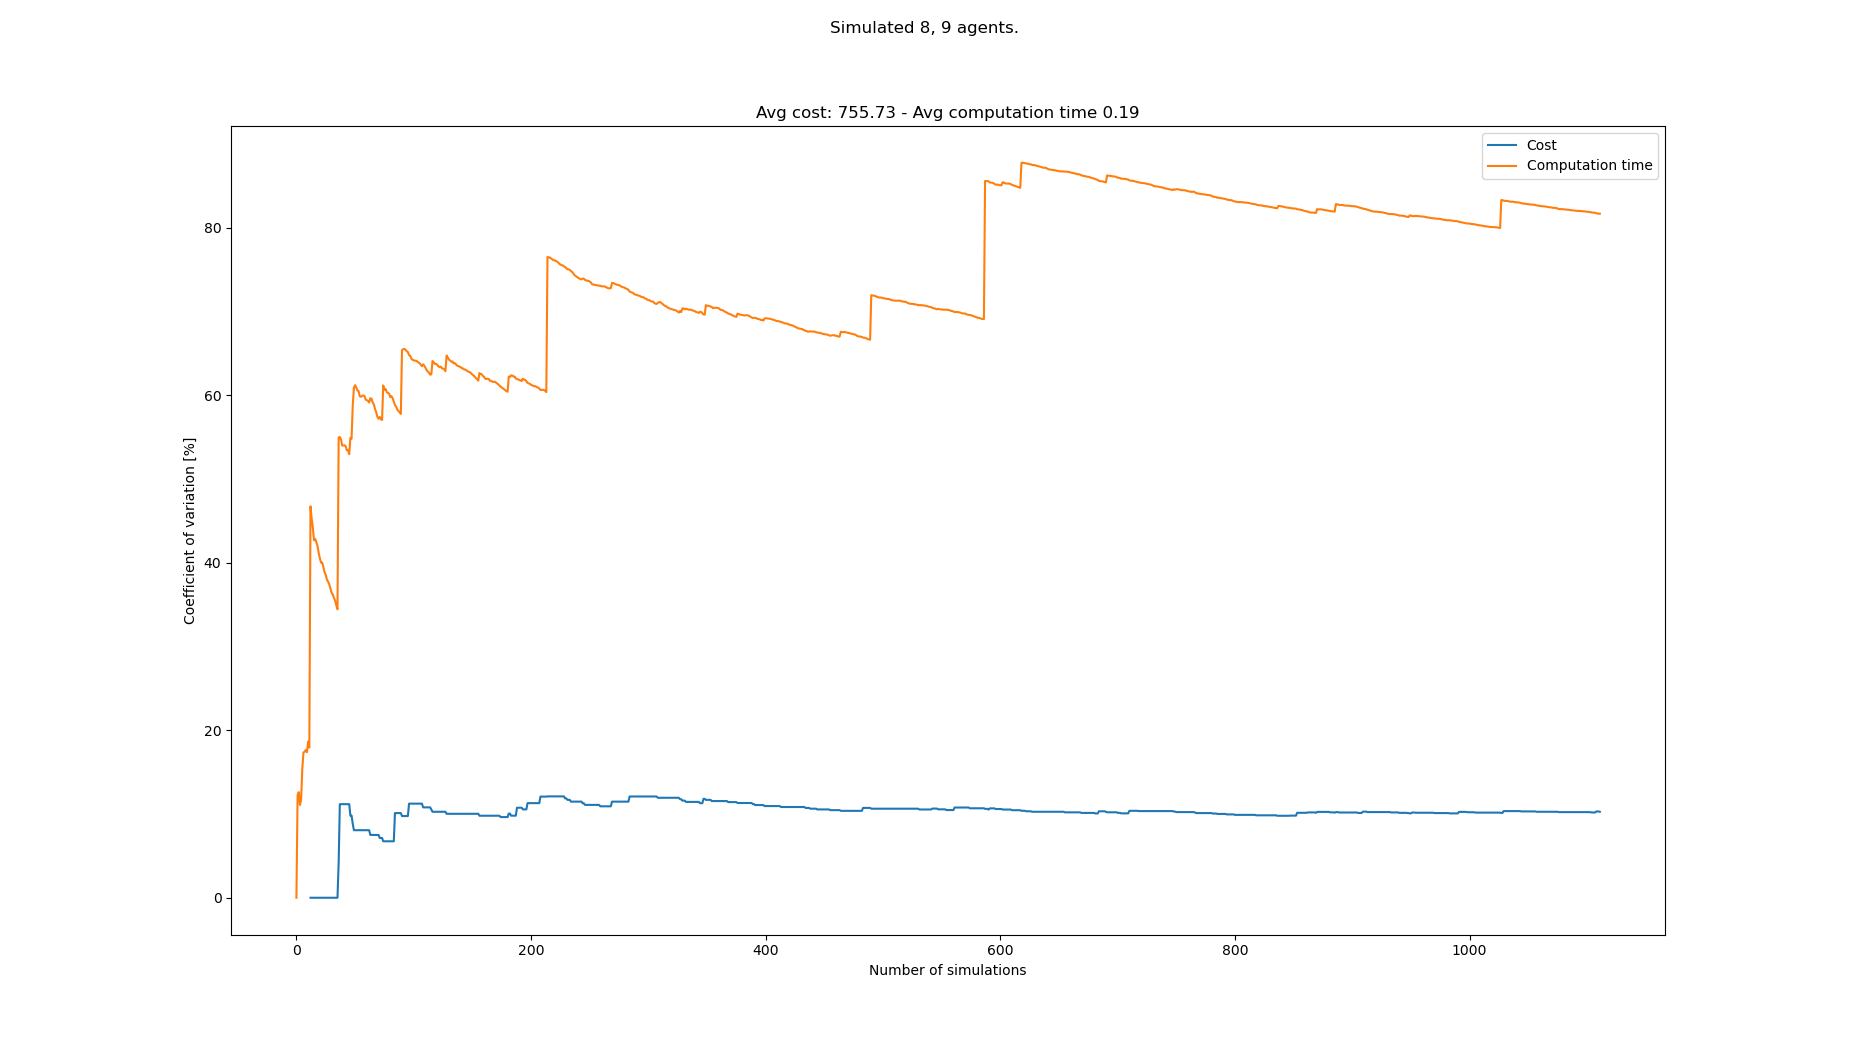 Simulated 8, 9 agents.
Avg cost: 755.73 - Avg computation time 0.19
Cost
Computation time
Coefficient of variation [%]
80
60
40
20
0
0 200 400 600 800 1000
Number of simulations